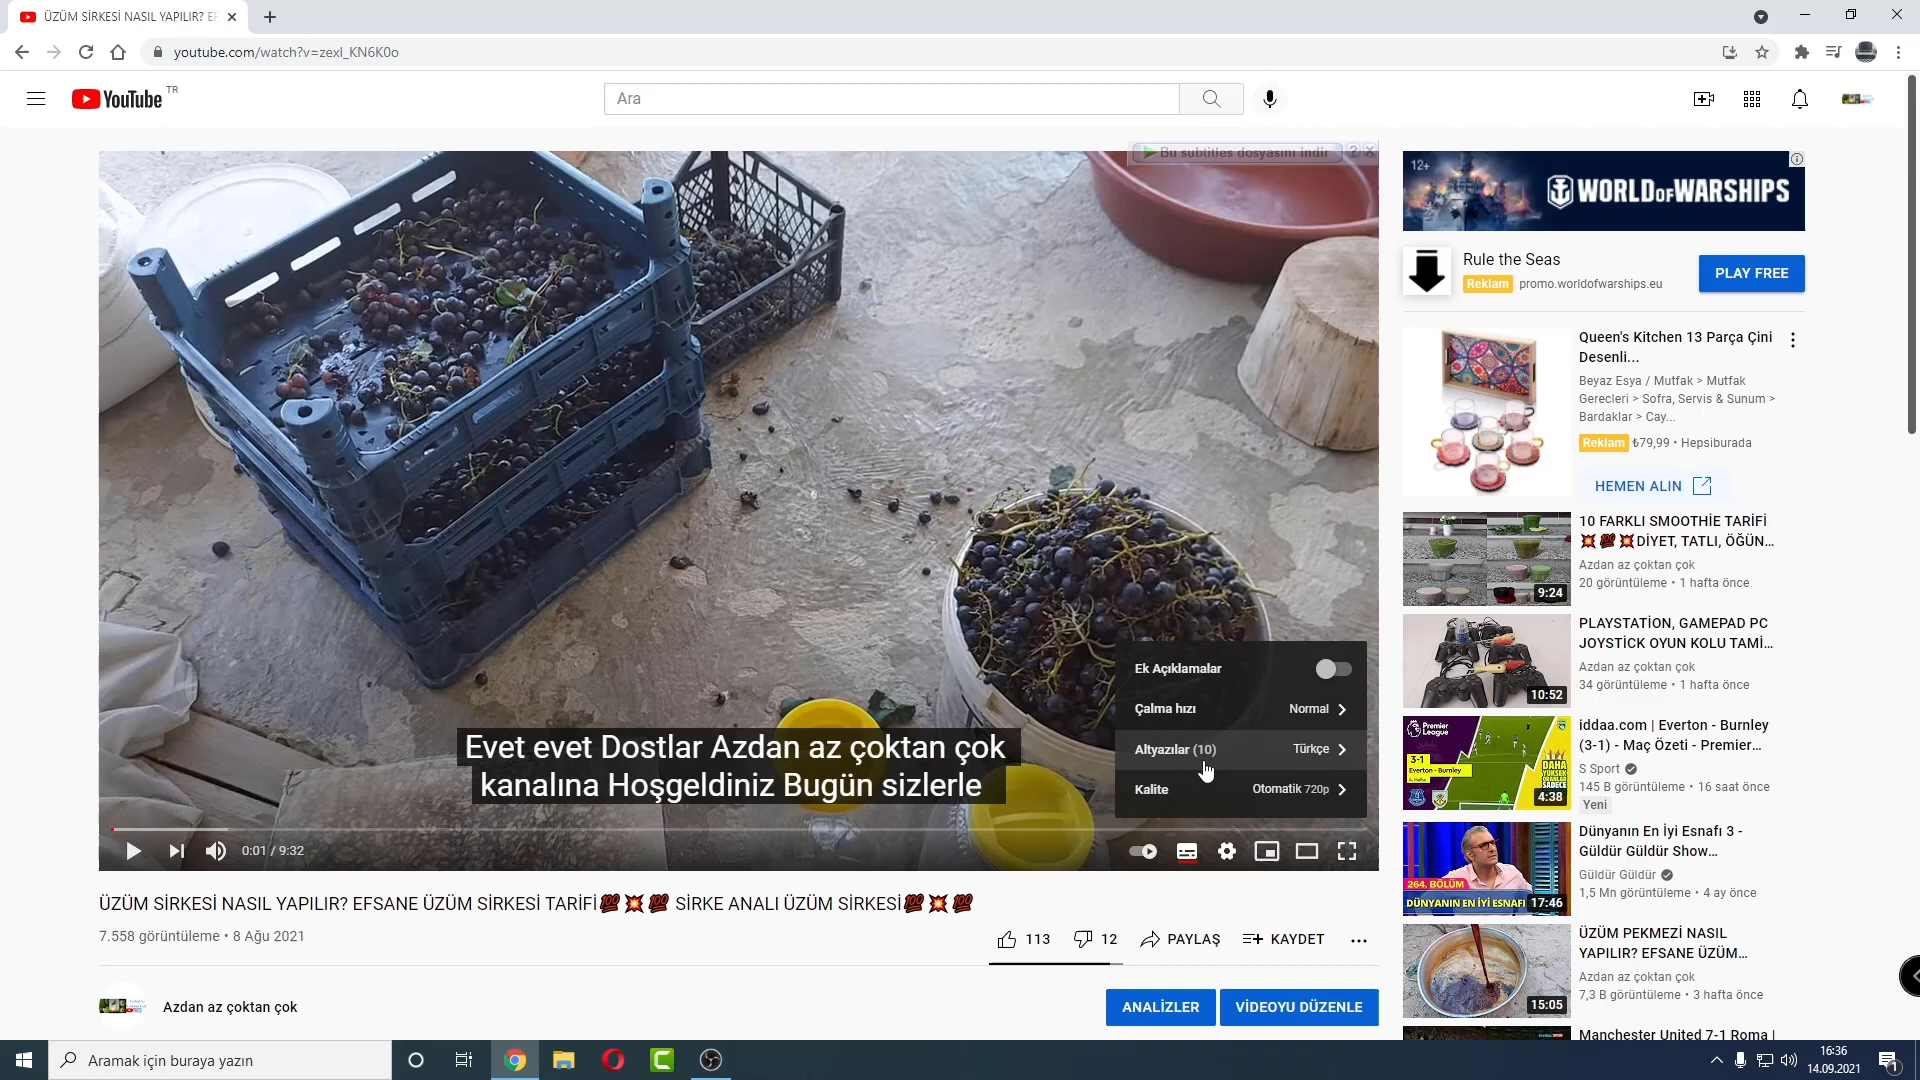 ÜZÜM SİRKESİ NASIL YAPILIR? EF
youtube.com/watch?v=zexl_KN6K0o
YouTube TR
Ara
Bu subtitles dosyasını indir ? X
Evet evet Dostlar Azdan az çoktan çok
kanalına Hoşgeldiniz Bugün sizlerle
Ek Açıklamalar
Çalma hızı Normal
Altyazılar (10) Türkçe
Kalite Otomatik 720p
0:01 / 9:32
ÜZÜM SİRKESİ NASIL YAPILIR? EFSANE ÜZÜM SİRKESİ TARİFİ💯💥💯 SİRKE ANALI ÜZÜM SİRKESİ💯💥💯
7.558 görüntüleme • 8 Ağu 2021
113 12 PAYLAŞ KAYDET
Azdan az çoktan çok
ANALİZLER VİDEOYU DÜZENLE
12+
WORLD OF WARSHIPS
Rule the Seas
Reklam promo.worldofwarships.eu
PLAY FREE
Queen's Kitchen 13 Parça Çini
Desenli...
Beyaz Esya / Mutfak > Mutfak
Gerecleri > Sofra, Servis & Sunum >
Bardaklar > Cay...
Reklam ₺79,99 • Hepsiburada
HEMEN ALIN
10 FARKLI SMOOTHİE TARİFİ
💥💯💥DİYET, TATLI, ÖĞÜN...
Azdan az çoktan çok
20 görüntüleme • 1 hafta önce
9:24
PLAYSTATİON, GAMEPAD PC
JOYSTİCK OYUN KOLU TAMİ...
Azdan az çoktan çok
34 görüntüleme • 1 hafta önce
10:52
iddaa.com | Everton - Burnley
(3-1) - Maç Özeti - Premier...
S Sport
145 B görüntüleme • 16 saat önce
Yeni
Premier
League
3-1
Everton - Burnley
DAHA
YÜKSEK
ORANLAR
SADECE
4:38
Dünyanın En İyi Esnafı 3 -
Güldür Güldür Show...
Güldür Güldür
1,5 Mn görüntüleme • 4 ay önce
264. BÖLÜM
DÜNYANIN EN İYİ ESNAFI
17:46
ÜZÜM PEKMEZİ NASIL
YAPILIR? EFSANE ÜZÜM...
Azdan az çoktan çok
7,3 B görüntüleme • 3 hafta önce
15:05
Manchester United 7-1 Roma |
Aramak için buraya yazın
16:36
14.09.2021
1